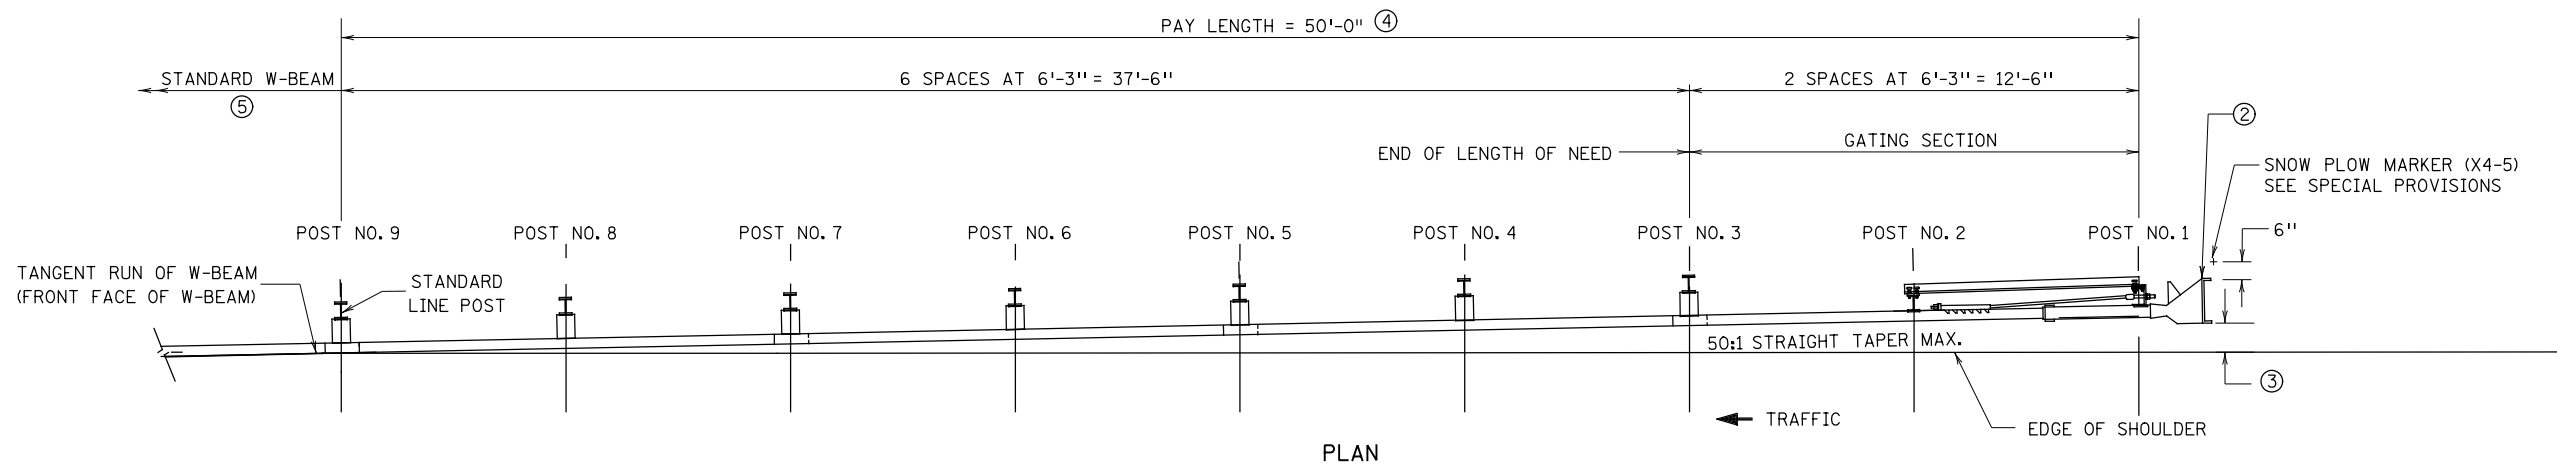 PAY LENGTH = 50'-0" ④
STANDARD W-BEAM
⑤
6 SPACES AT 6'-3" = 37'-6"
2 SPACES AT 6'-3" = 12'-6"
②
END OF LENGTH OF NEED
GATING SECTION
SNOW PLOW MARKER (X4-5)
SEE SPECIAL PROVISIONS
POST NO. 9
POST NO. 8
POST NO. 7
POST NO. 6
POST NO. 5
POST NO. 4
POST NO. 3
POST NO. 2
POST NO. 1
6"
TANGENT RUN OF W-BEAM
(FRONT FACE OF W-BEAM)
STANDARD
LINE POST
50:1 STRAIGHT TAPER MAX.
③
TRAFFIC
EDGE OF SHOULDER
PLAN